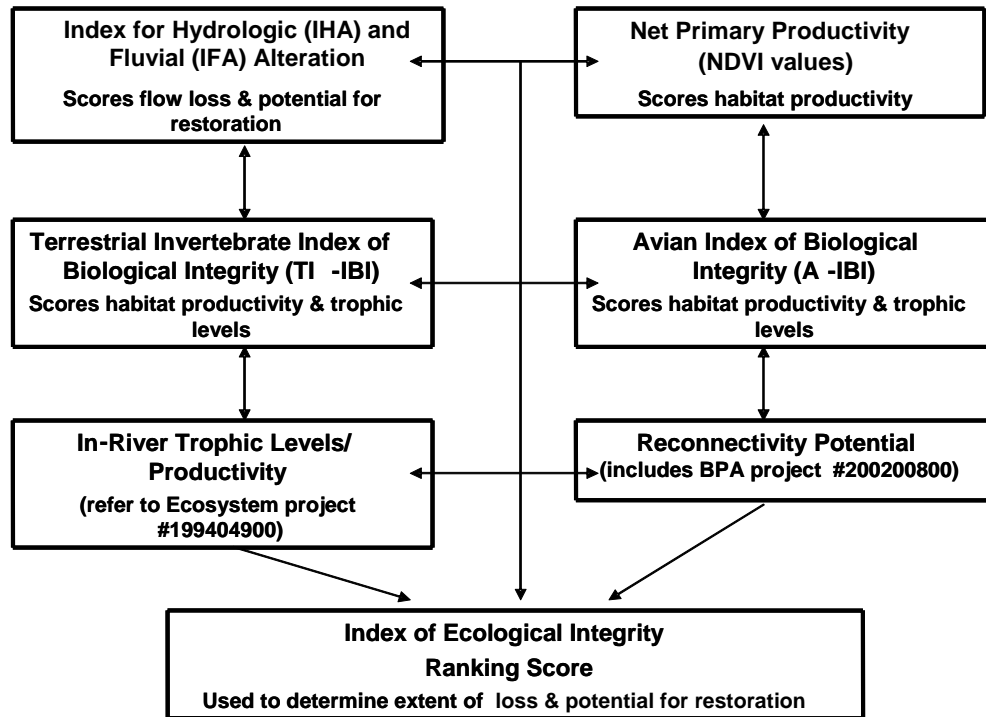 Index for Hydrologic (IHA) and
Fluvial (IFA) Alteration
Scores flow loss & potential for
restoration
Net Primary Productivity
(NDVI values)
Scores habitat productivity
Terrestrial Invertebrate Index of
Biological Integrity (TI -IBI)
Scores habitat productivity & trophic
levels
Avian Index of Biological
Integrity (A -IBI)
Scores habitat productivity & trophic
levels
In-River Trophic Levels/
Productivity
(refer to Ecosystem project
#199404900)
Reconnectivity Potential
(includes BPA project #200200800)
Index of Ecological Integrity
Ranking Score
Used to determine extent of loss & potential for restoration